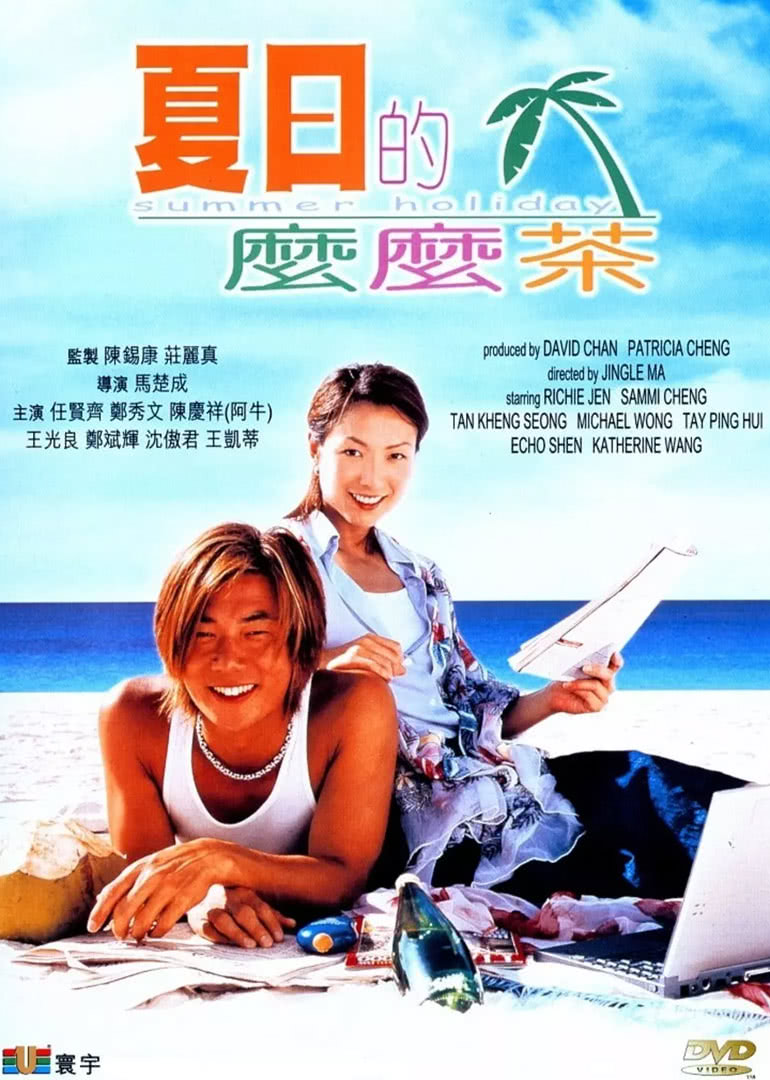 夏日的
summer holiday
麼麼茶
監製 陳錫康 莊麗真
導演 馬楚成
主演 任賢齊 鄭秀文 陳慶祥(阿牛)
王光良 鄭斌輝 沈傲君 王凱蒂
produced by DAVID CHAN PATRICIA CHENG
directed by JINGLE MA
starring RICHIE JEN SAMMI CHENG
TAN KHENG SEONG MICHAEL WONG TAY PING HUI
ECHO SHEN KATHERINE WANG
U 寰宇
DVD
VIDEO